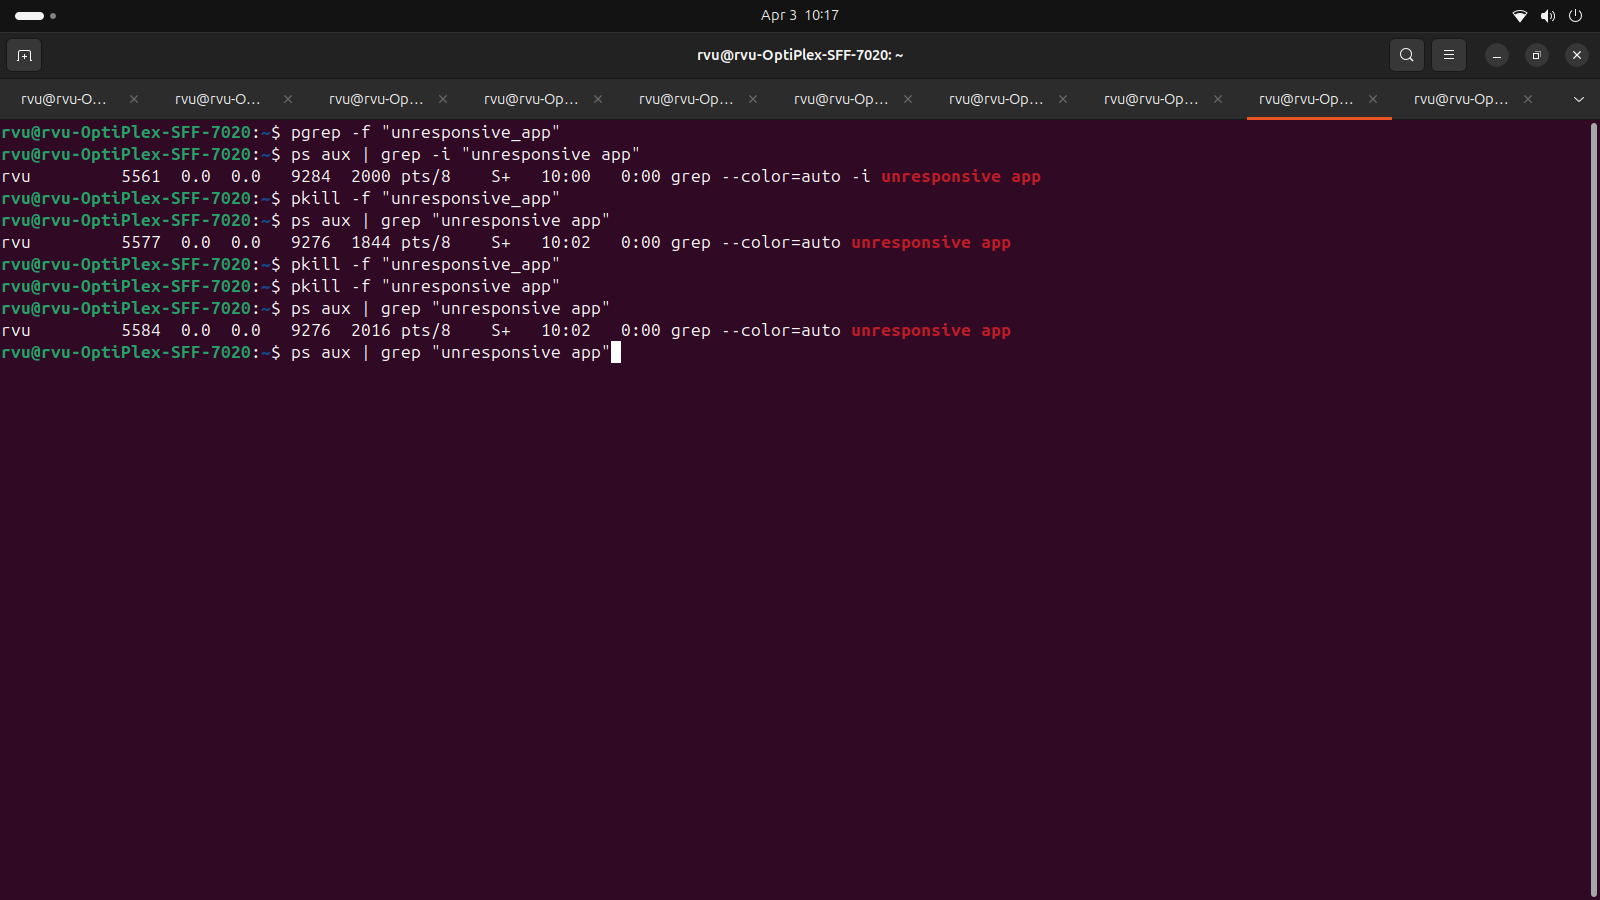 Apr 3 10:17
rvu@rvu-OptiPlex-SFF-7020: ~
rvu@rvu-O... rvu@rvu-O... rvu@rvu-Op... rvu@rvu-Op... rvu@rvu-Op... rvu@rvu-Op... rvu@rvu-Op... rvu@rvu-Op... rvu@rvu-Op... rvu@rvu-Op...
rvu@rvu-OptiPlex-SFF-7020:~$ pgrep -f "unresponsive_app"
rvu@rvu-OptiPlex-SFF-7020:~$ ps aux | grep -i "unresponsive app"
rvu         5561  0.0  0.0   9284  2000 pts/8    S+   10:00   0:00 grep --color=auto -i unresponsive app
rvu@rvu-OptiPlex-SFF-7020:~$ pkill -f "unresponsive_app"
rvu@rvu-OptiPlex-SFF-7020:~$ ps aux | grep "unresponsive app"
rvu         5577  0.0  0.0   9276  1844 pts/8    S+   10:02   0:00 grep --color=auto unresponsive app
rvu@rvu-OptiPlex-SFF-7020:~$ pkill -f "unresponsive_app"
rvu@rvu-OptiPlex-SFF-7020:~$ pkill -f "unresponsive app"
rvu@rvu-OptiPlex-SFF-7020:~$ ps aux | grep "unresponsive app"
rvu         5584  0.0  0.0   9276  2016 pts/8    S+   10:02   0:00 grep --color=auto unresponsive app
rvu@rvu-OptiPlex-SFF-7020:~$ ps aux | grep "unresponsive app"